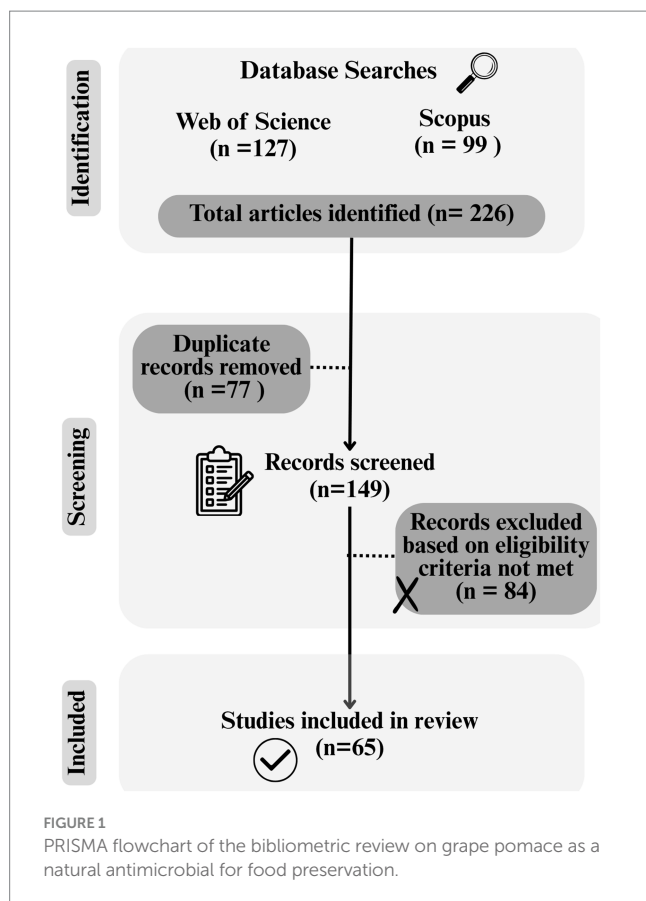 Identification
Database Searches
Web of Science
(n =127)
Scopus
(n = 99 )
Total articles identified (n= 226)
Screening
Duplicate
records removed
(n =77 )
Records screened
(n=149)
Records excluded
based on eligibility
criteria not met
(n = 84)
Included
Studies included in review
(n=65)
FIGURE 1
PRISMA flowchart of the bibliometric review on grape pomace as a
natural antimicrobial for food preservation.